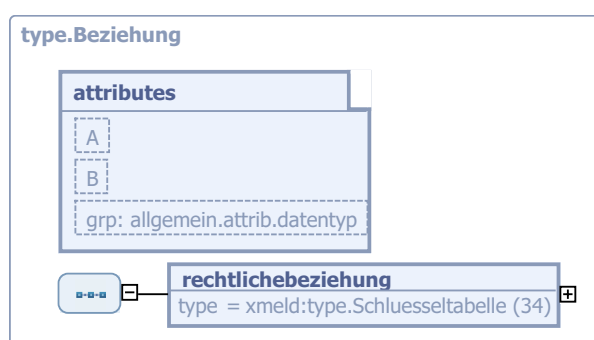 type.Beziehung
attributes
A
B
grp: allgemein.attrib.datentyp
rechtlichebeziehung
type = xmeld:type.Schluesseltabelle (34)